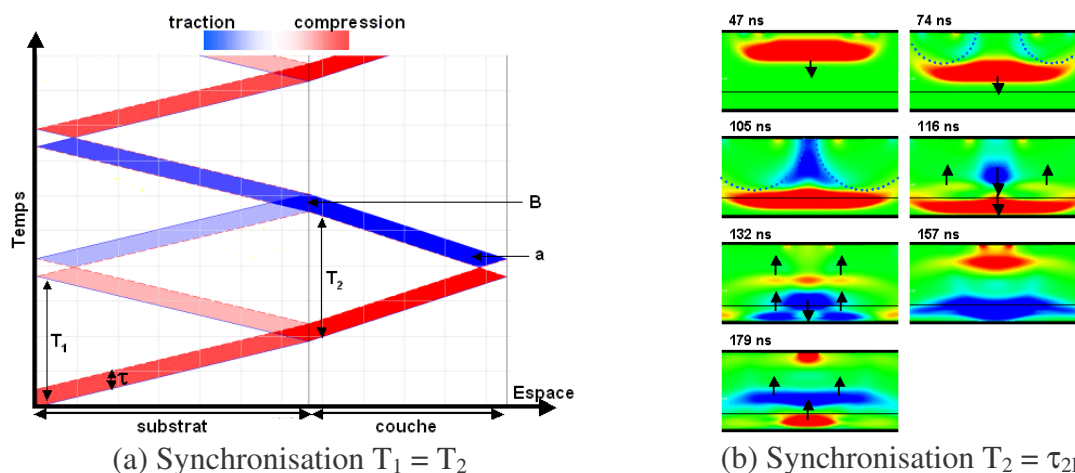 traction compression
Temps
B
a
T2
T1
τ
Espace
substrat couche
(a) Synchronisation T1 = T2
47 ns 74 ns
105 ns 116 ns
132 ns 157 ns
179 ns
(b) Synchronisation T2 =